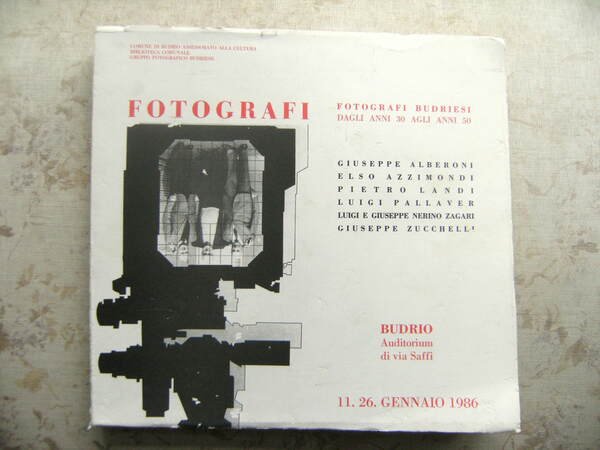 COMUNE DI BUDRIO ASSESSORATO ALLA CULTURA
BIBLIOTECA COMUNALE
GRUPPO FOTOGRAFICO BUDRIESE
FOTOGRAFI
FOTOGRAFI BUDRIESI
DAGLI ANNI 30 AGLI ANNI 50
GIUSEPPE ALBERONI
ELSO AZZIMONDI
PIETRO LANDI
LUIGI PALLAVER
LUIGI E GIUSEPPE NERINO ZAGARI
GIUSEPPE ZUCCHELLI
BUDRIO
Auditorium
di via Saffi
11. 26. GENNAIO 1986